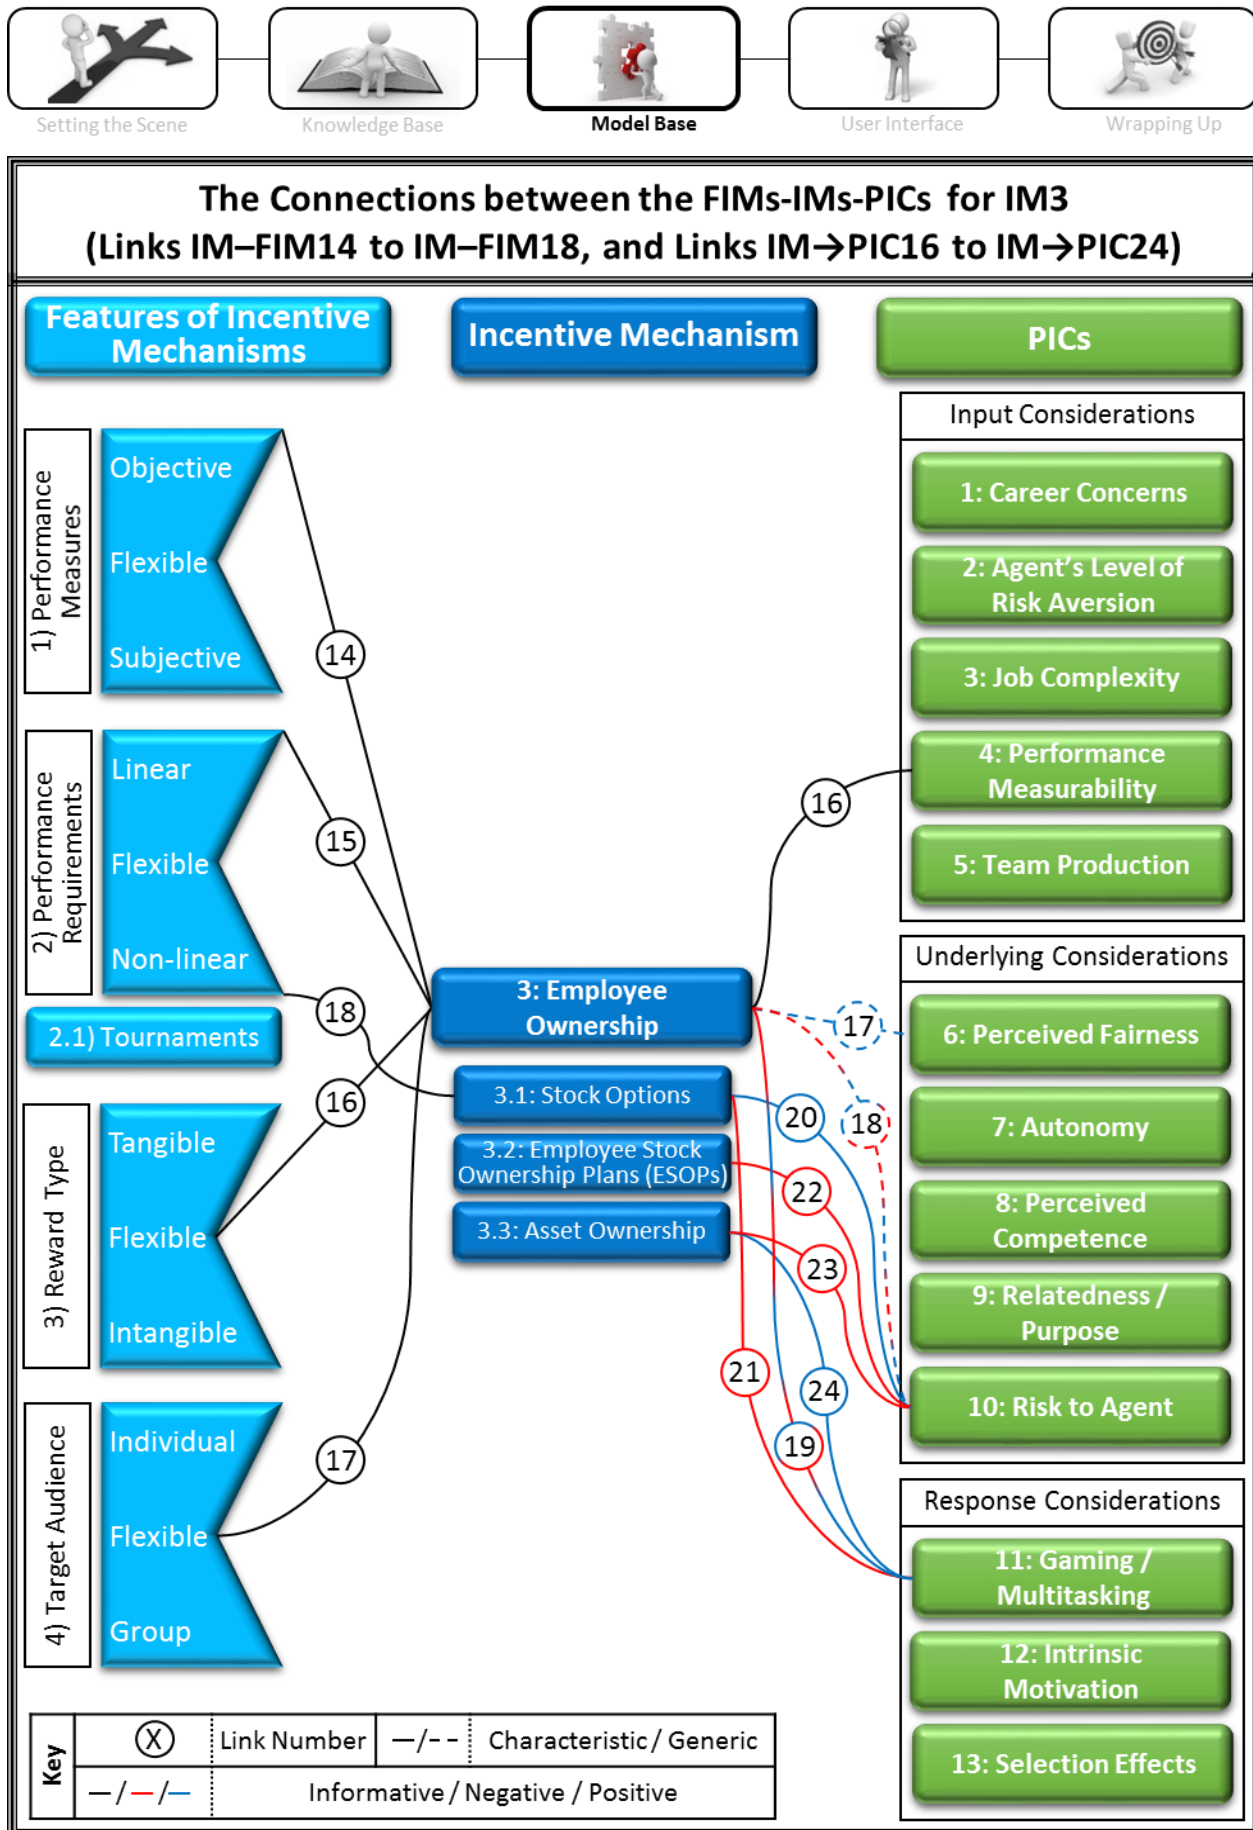 Setting the Scene
Knowledge Base
Model Base
User Interface
Wrapping Up
The Connections between the FIMs-IMs-PICs for IM3
(Links IM–FIM14 to IM–FIM18, and Links IM→PIC16 to IM→PIC24)
Features of Incentive
Mechanisms
Incentive Mechanism
PICs
1) Performance
Measures
Objective
Flexible
Subjective
2) Performance
Requirements
Linear
Flexible
Non-linear
2.1) Tournaments
3) Reward Type
Tangible
Flexible
Intangible
4) Target Audience
Individual
Flexible
Group
14
15
18
16
17
3: Employee
Ownership
3.1: Stock Options
3.2: Employee Stock
Ownership Plans (ESOPs)
3.3: Asset Ownership
16
17
18
20
22
23
21
24
19
Input Considerations
1: Career Concerns
2: Agent's Level of
Risk Aversion
3: Job Complexity
4: Performance
Measurability
5: Team Production
Underlying Considerations
6: Perceived Fairness
7: Autonomy
8: Perceived
Competence
9: Relatedness /
Purpose
10: Risk to Agent
Response Considerations
11: Gaming /
Multitasking
12: Intrinsic
Motivation
13: Selection Effects
Key
X
Link Number
—/-- Characteristic / Generic
—/—/— Informative / Negative / Positive